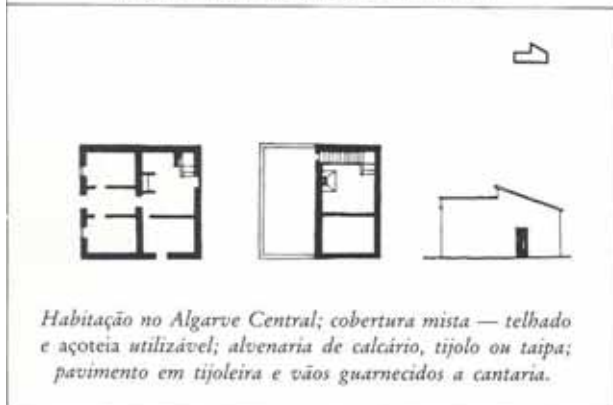 Habitação no Algarve Central; cobertura mista — telhado
e açoteia utilizável; alvenaria de calcário, tijolo ou taipa;
pavimento em tijoleira e vãos guarnecidos a cantaria.